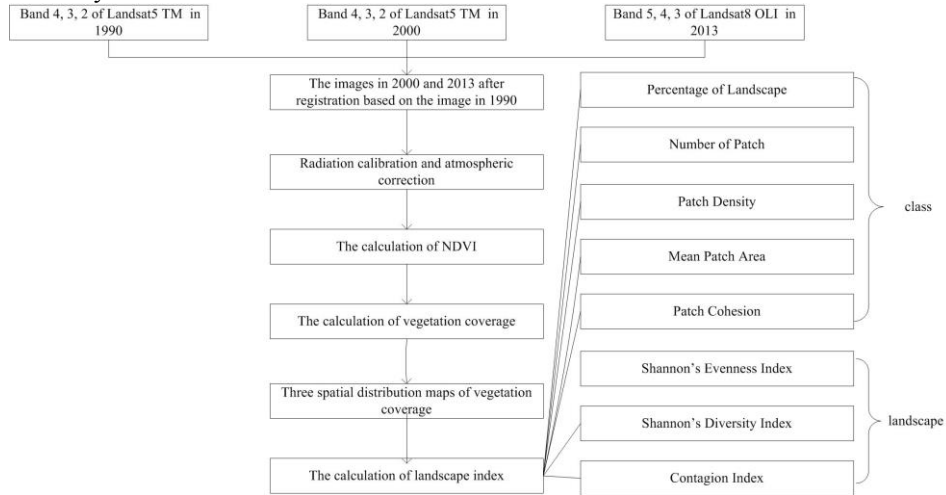 Band 4, 3, 2 of Landsat5 TM in
1990
Band 4, 3, 2 of Landsat5 TM in
2000
Band 5, 4, 3 of Landsat8 OLI in
2013
The images in 2000 and 2013 after
registration based on the image in 1990
Radiation calibration and atmospheric
correction
The calculation of NDVI
The calculation of vegetation coverage
Three spatial distribution maps of vegetation
coverage
The calculation of landscape index
Percentage of Landscape
Number of Patch
Patch Density
Mean Patch Area
Patch Cohesion
class
Shannon's Evenness Index
Shannon's Diversity Index
Contagion Index
landscape